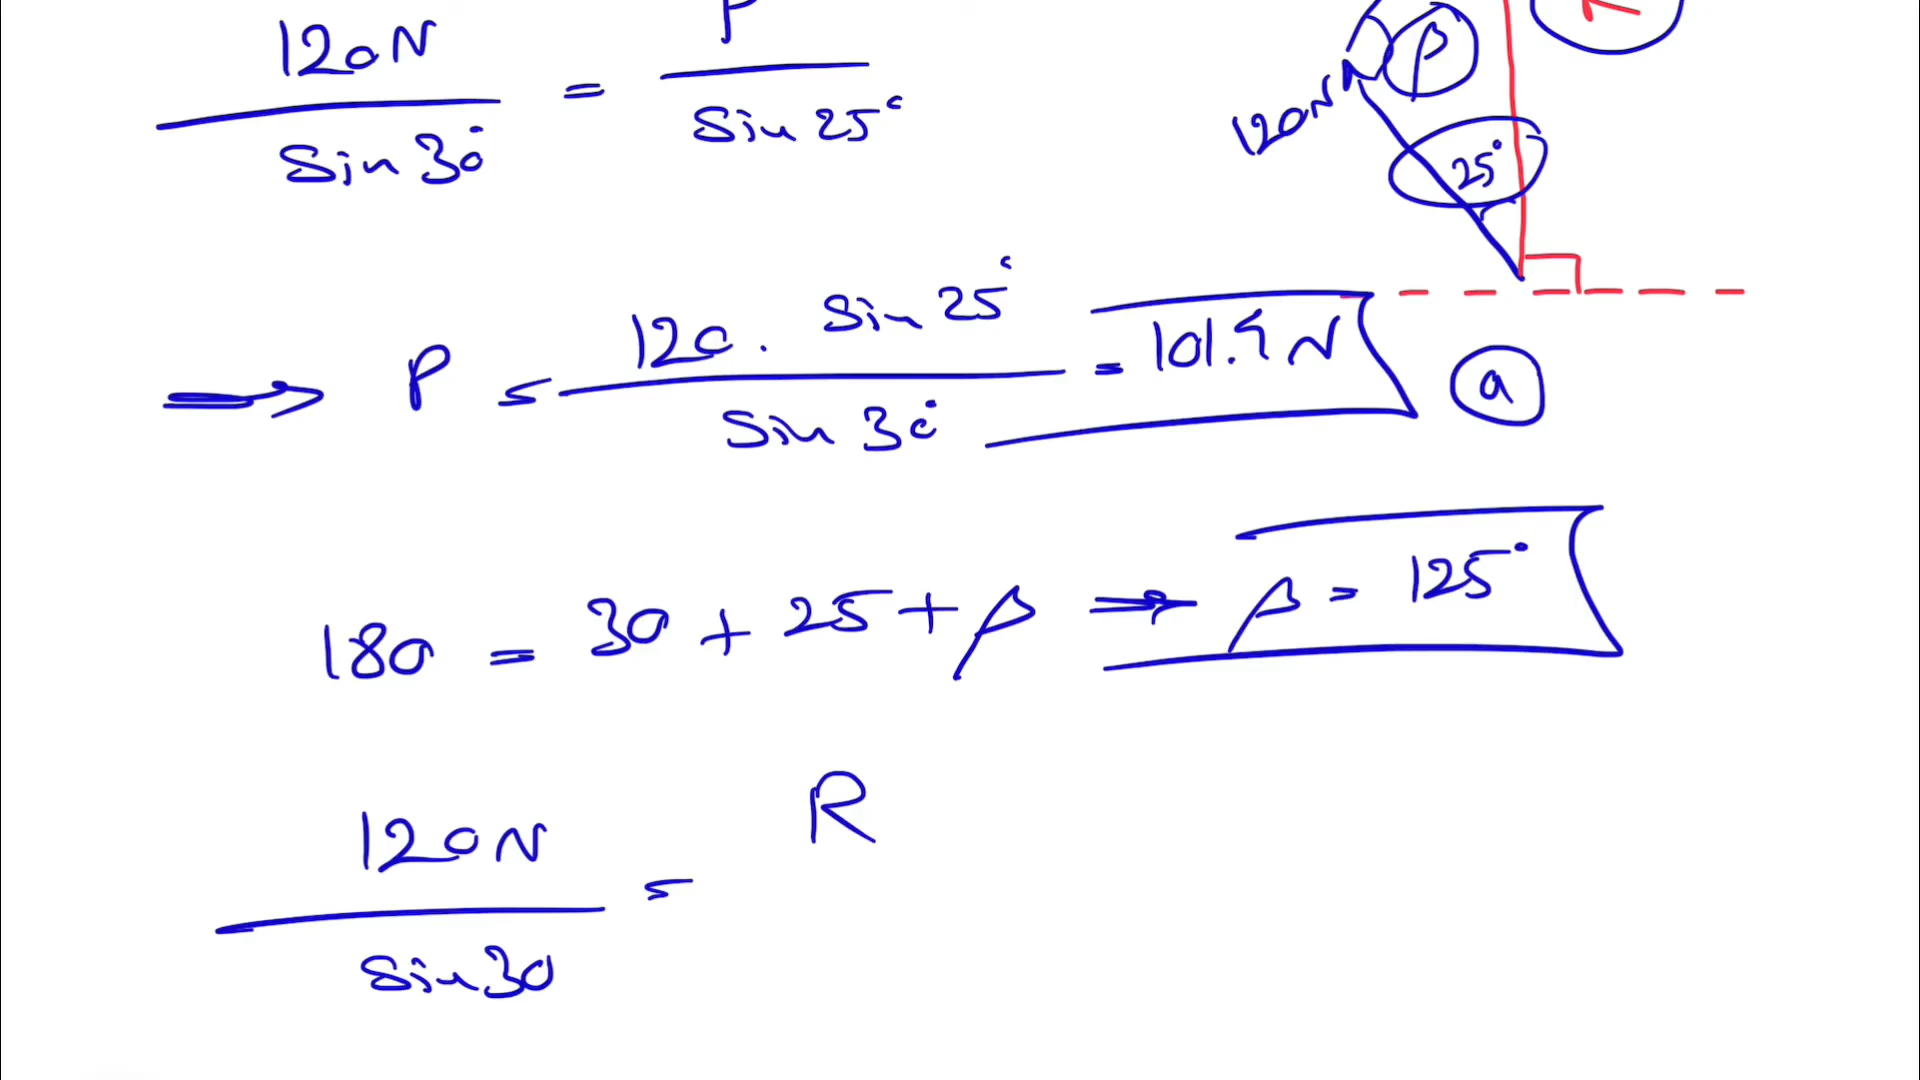 120N / sin 30° = P / sin 25°
β
120N
25°
⇒ P = 120 . sin 25° / sin 30° = 101.4 N
a
180 = 30 + 25 + β ⇒ β = 125°
120N / sin 30 = R